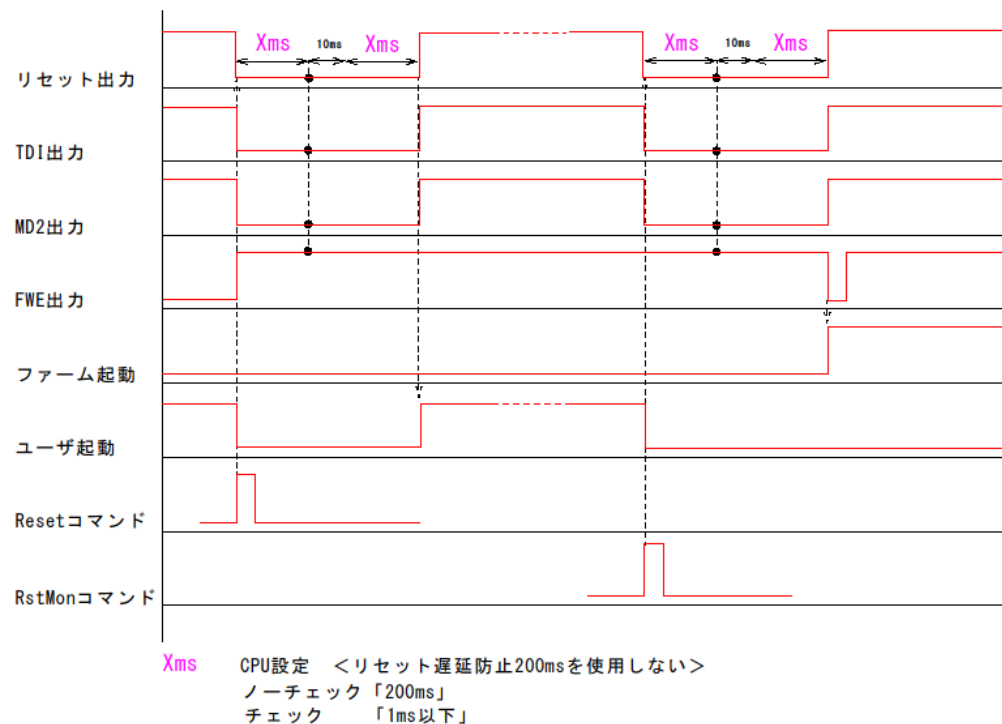 Xms 10ms Xms Xms 10ms Xms
リセット出力
TDI出力
MD2出力
FWE出力
ファーム起動
ユーザ起動
Resetコマンド
RstMonコマンド
Xms CPU設定 <リセット遅延防止200msを使用しない>
ノーチェック「200ms」
チェック 「1ms以下」